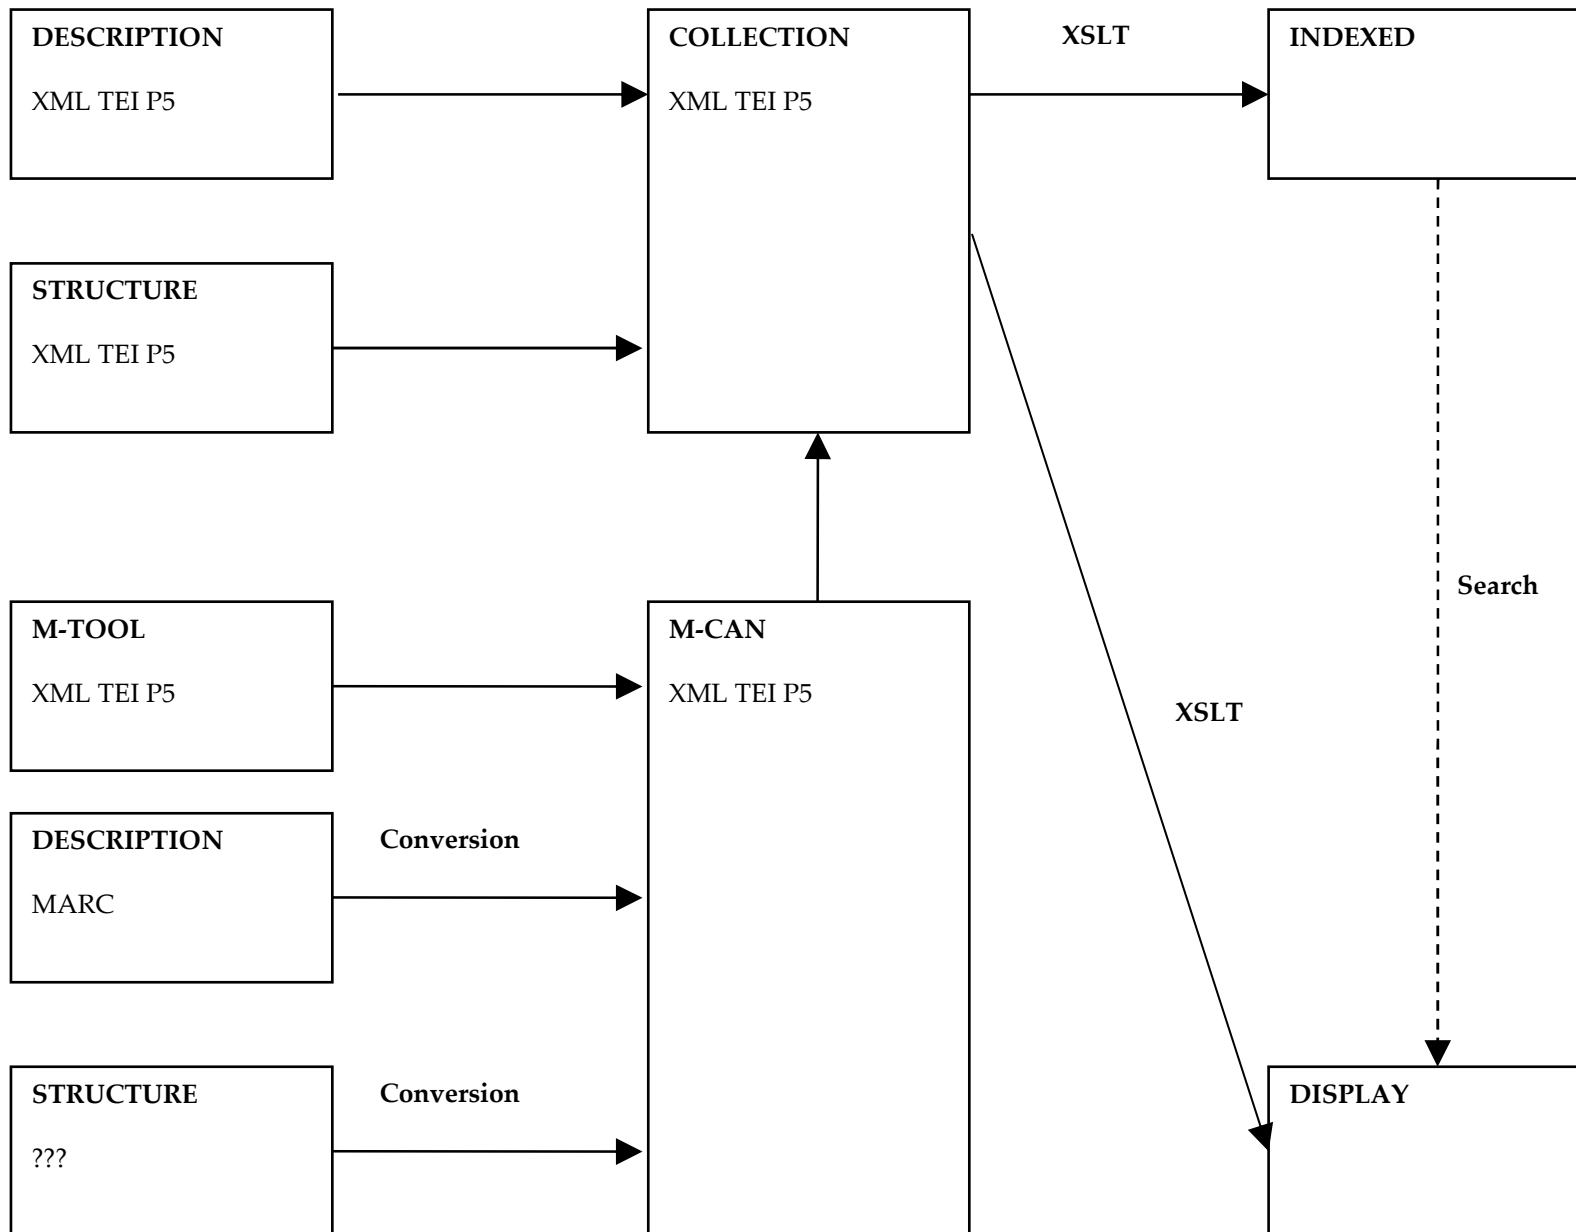 DESCRIPTION
XML TEI P5
COLLECTION
XML TEI P5
XSLT
INDEXED
STRUCTURE
XML TEI P5
M-TOOL
XML TEI P5
M-CAN
XML TEI P5
Search
XSLT
DESCRIPTION
MARC
Conversion
STRUCTURE
???
Conversion
DISPLAY